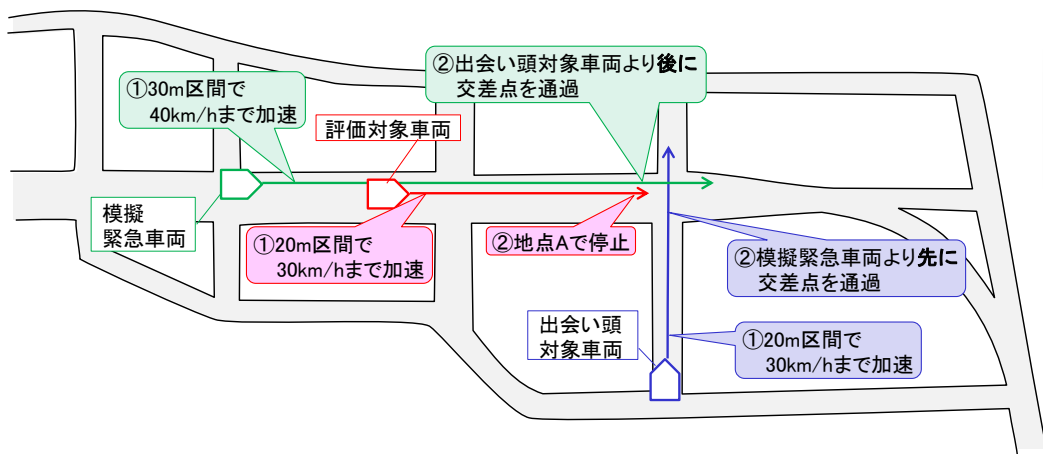 ①30m区間で
40km/hまで加速
②出会い頭対象車両より後に
交差点を通過
評価対象車両
模擬
緊急車両
①20m区間で
30km/hまで加速
②地点Aで停止
②模擬緊急車両より先に
交差点を通過
出会い頭
対象車両
①20m区間で
30km/hまで加速